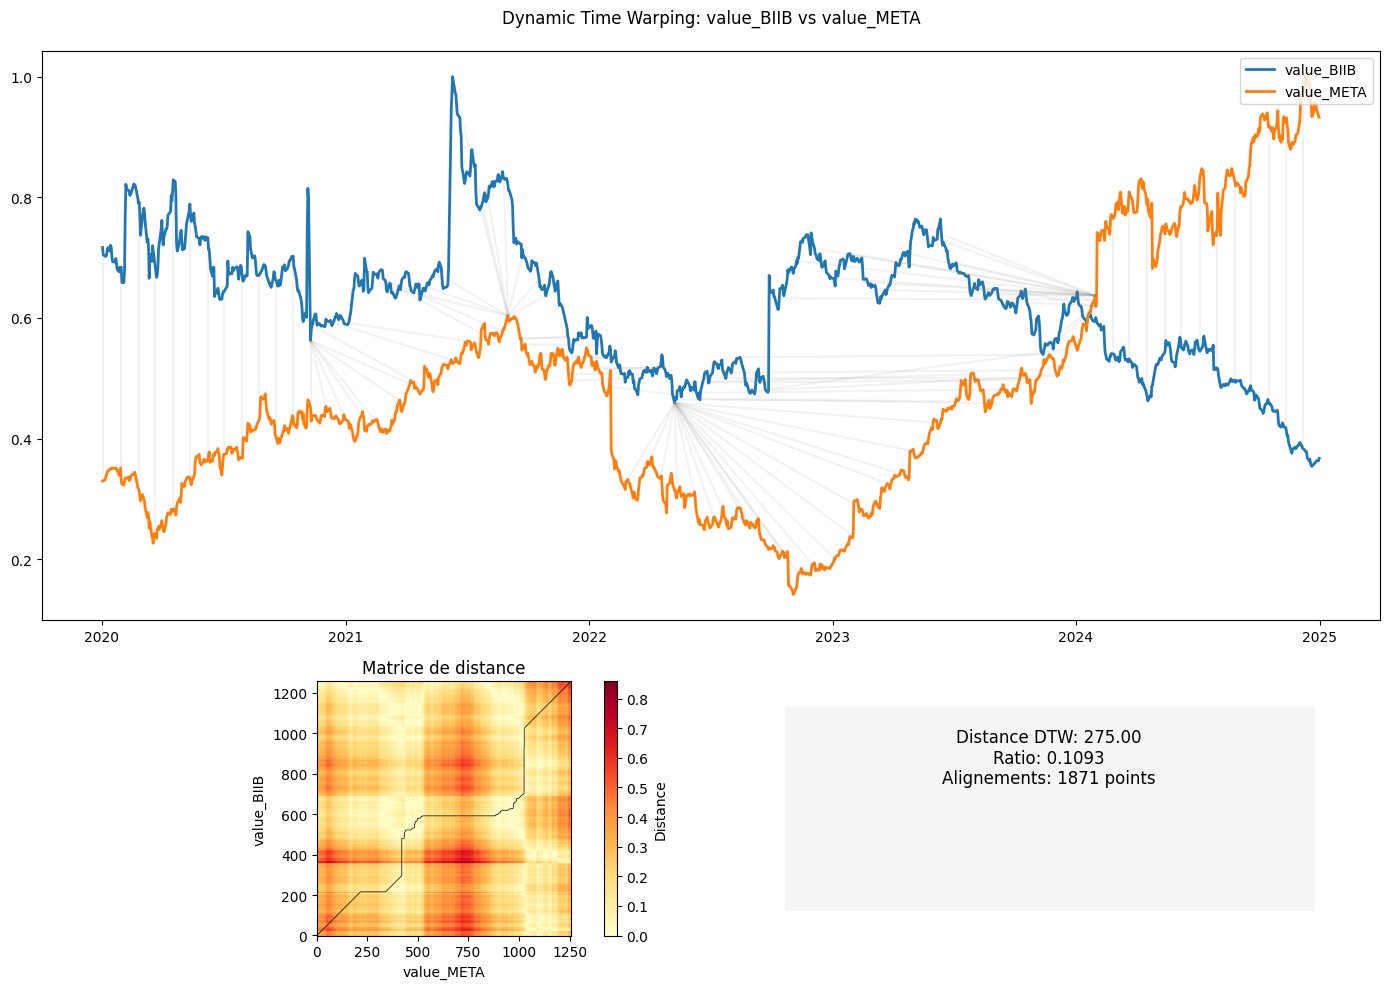 Dynamic Time Warping: value_BIIB vs value_META
value_BIIB
value_META
1.0
0.8
0.6
0.4
0.2
2020 2021 2022 2023 2024 2025
Matrice de distance
value_BIIB
1200
1000
800
600
400
200
0
0 250 500 750 1000 1250
value_META
0.8
0.7
0.6
0.5
0.4
0.3
0.2
0.1
0.0
Distance
Distance DTW: 275.00
Ratio: 0.1093
Alignements: 1871 points